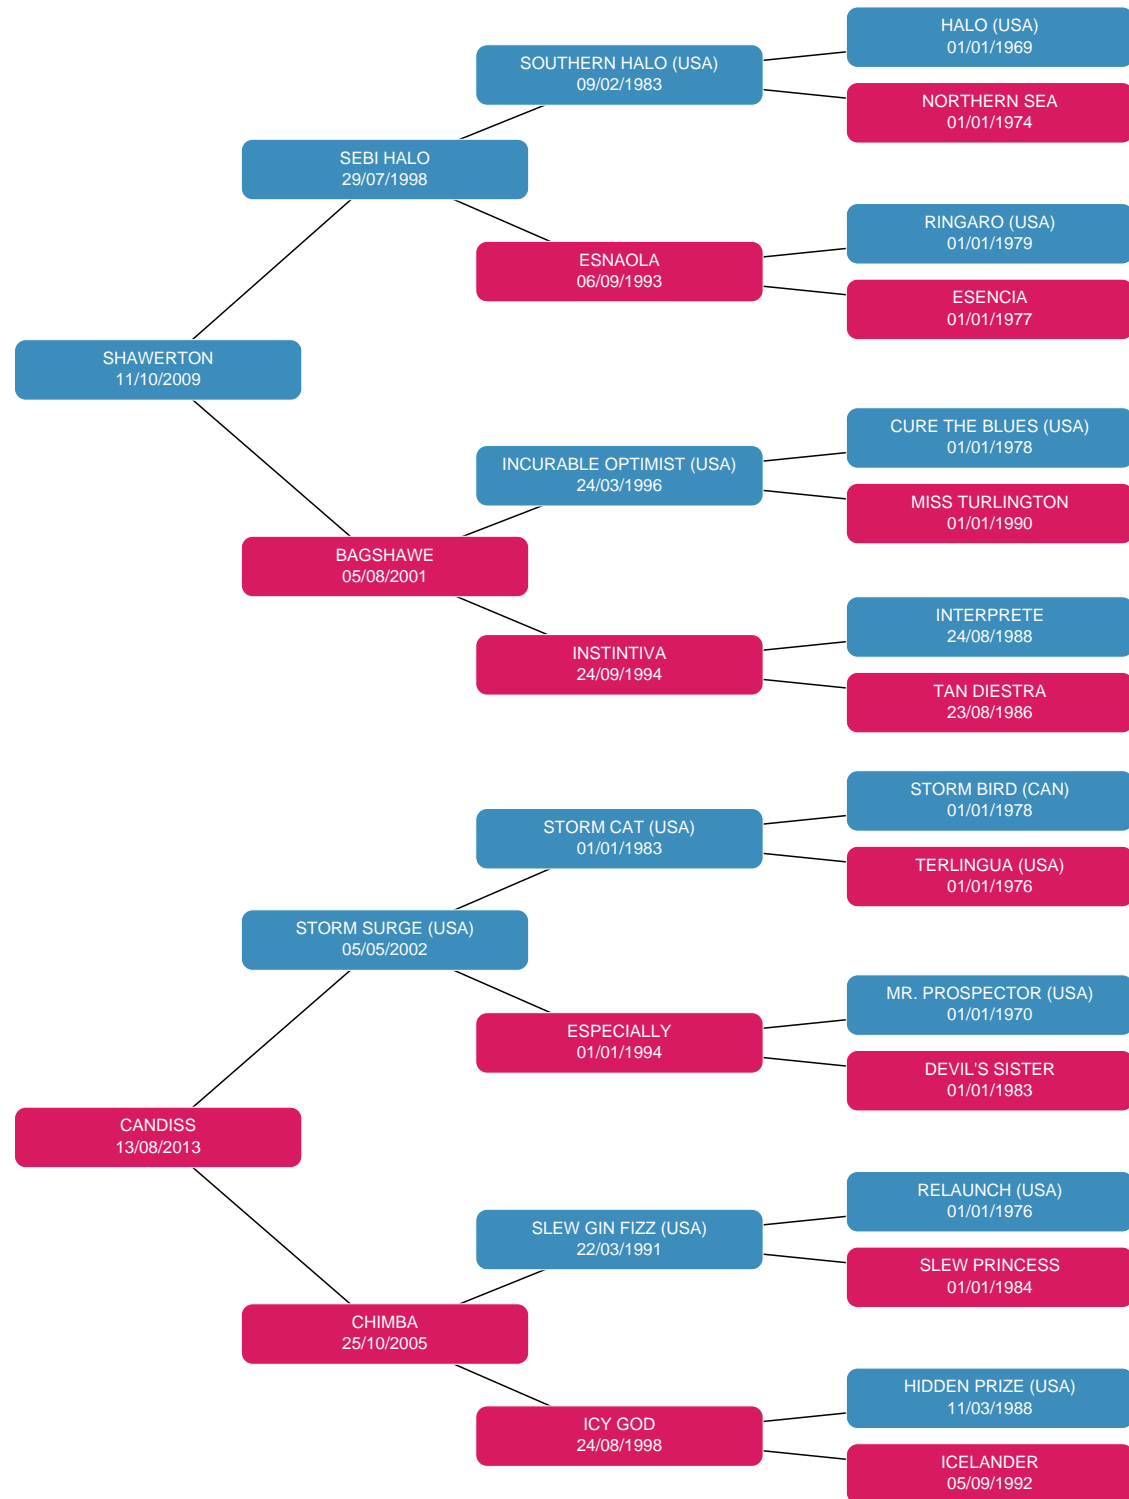 HALO (USA)
01/01/1969
SOUTHERN HALO (USA)
09/02/1983
NORTHERN SEA
01/01/1974
SEBI HALO
29/07/1998
RINGARO (USA)
01/01/1979
ESNAOLA
06/09/1993
ESENCIA
01/01/1977
SHAWERTON
11/10/2009
CURE THE BLUES (USA)
01/01/1978
INCURABLE OPTIMIST (USA)
24/03/1996
MISS TURLINGTON
01/01/1990
BAGSHAWE
05/08/2001
INTERPRETE
24/08/1988
INSTINTIVA
24/09/1994
TAN DIESTRA
23/08/1986
STORM BIRD (CAN)
01/01/1978
STORM CAT (USA)
01/01/1983
TERLINGUA (USA)
01/01/1976
STORM SURGE (USA)
05/05/2002
MR. PROSPECTOR (USA)
01/01/1970
ESPECIALLY
01/01/1994
DEVIL'S SISTER
01/01/1983
CANDISS
13/08/2013
RELAUNCH (USA)
01/01/1976
SLEW GIN FIZZ (USA)
22/03/1991
SLEW PRINCESS
01/01/1984
CHIMBA
25/10/2005
HIDDEN PRIZE (USA)
11/03/1988
ICY GOD
24/08/1998
ICELANDER
05/09/1992